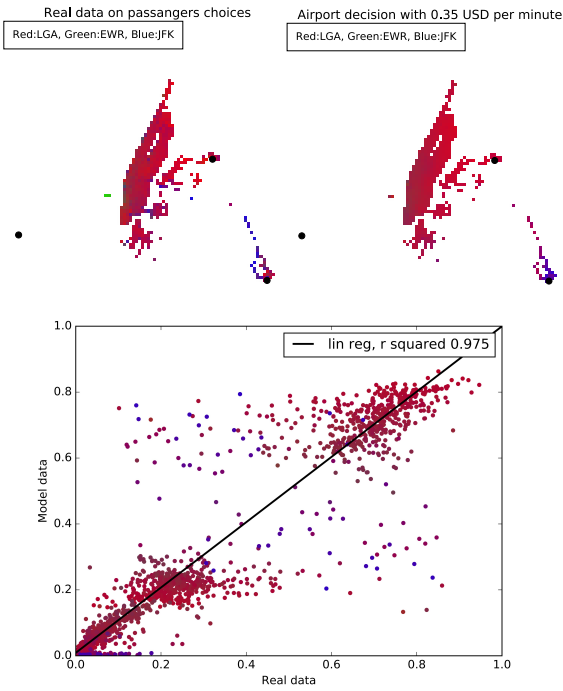 Real data on passangers choices
Red:LGA, Green:EWR, Blue:JFK
Airport decision with 0.35 USD per minute
Red:LGA, Green:EWR, Blue:JFK
lin reg, r squared 0.975
1.0
0.8
0.6
0.4
0.2
0.0
Model data
0.0 0.2 0.4 0.6 0.8 1.0
Real data